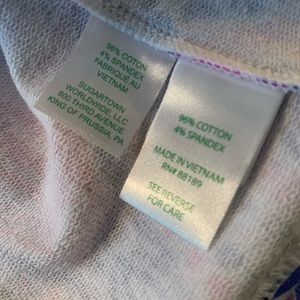 96% COTTON
4% SPANDEX
FABRIQUÉ AU
VIETNAM
SUGARTOWN
WORLDWIDE, LLC
800 THIRD AVENUE
KING OF PRUSSIA, PA
96% COTTON
4% SPANDEX
MADE IN VIETNAM
RN# 88189
SEE REVERSE
FOR CARE